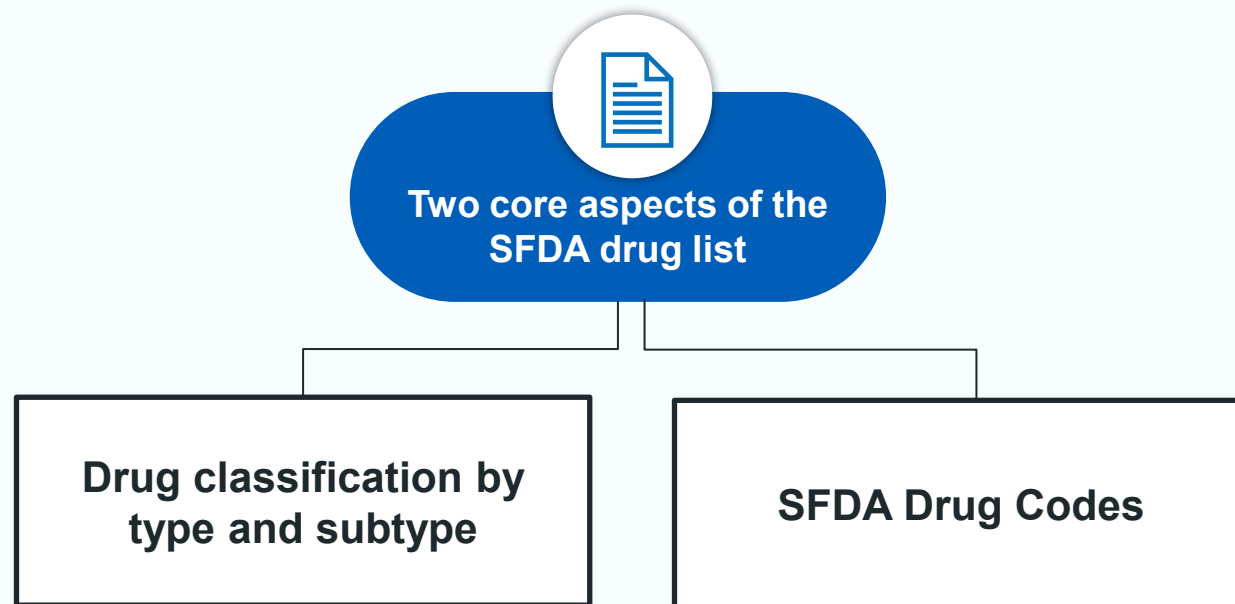 Two core aspects of the
SFDA drug list
Drug classification by
type and subtype
SFDA Drug Codes